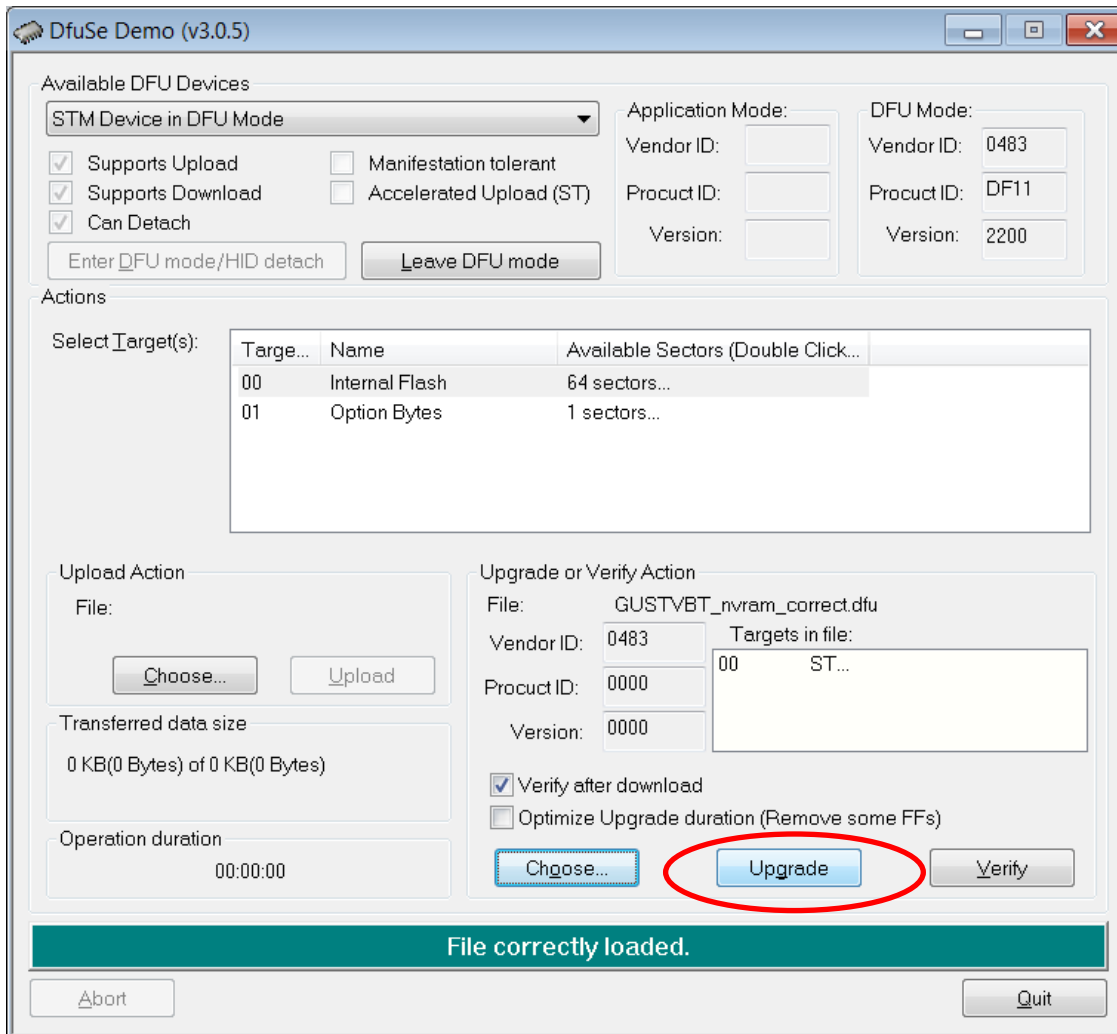 DfuSe Demo (v3.0.5)
Available DFU Devices
STM Device in DFU Mode
Supports Upload
Manifestation tolerant
Supports Download
Accelerated Upload (ST)
Can Detach
Enter DFU mode/HID detach
Leave DFU mode
Application Mode:
Vendor ID:
Procuct ID:
Version:
DFU Mode:
Vendor ID: 0483
Procuct ID: DF11
Version: 2200
Actions
Select Target(s):
Targe... Name Available Sectors (Double Click...
00 Internal Flash 64 sectors...
01 Option Bytes 1 sectors...
Upload Action
File:
Choose... Upload
Transferred data size
0 KB(0 Bytes) of 0 KB(0 Bytes)
Operation duration
00:00:00
Upgrade or Verify Action
File: GUSTVBT_nvram_correct.dfu
Vendor ID: 0483
Procuct ID: 0000
Version: 0000
Targets in file:
00 ST...
Verify after download
Optimize Upgrade duration (Remove some FFs)
Choose... Upgrade Verify
File correctly loaded.
Abort Quit